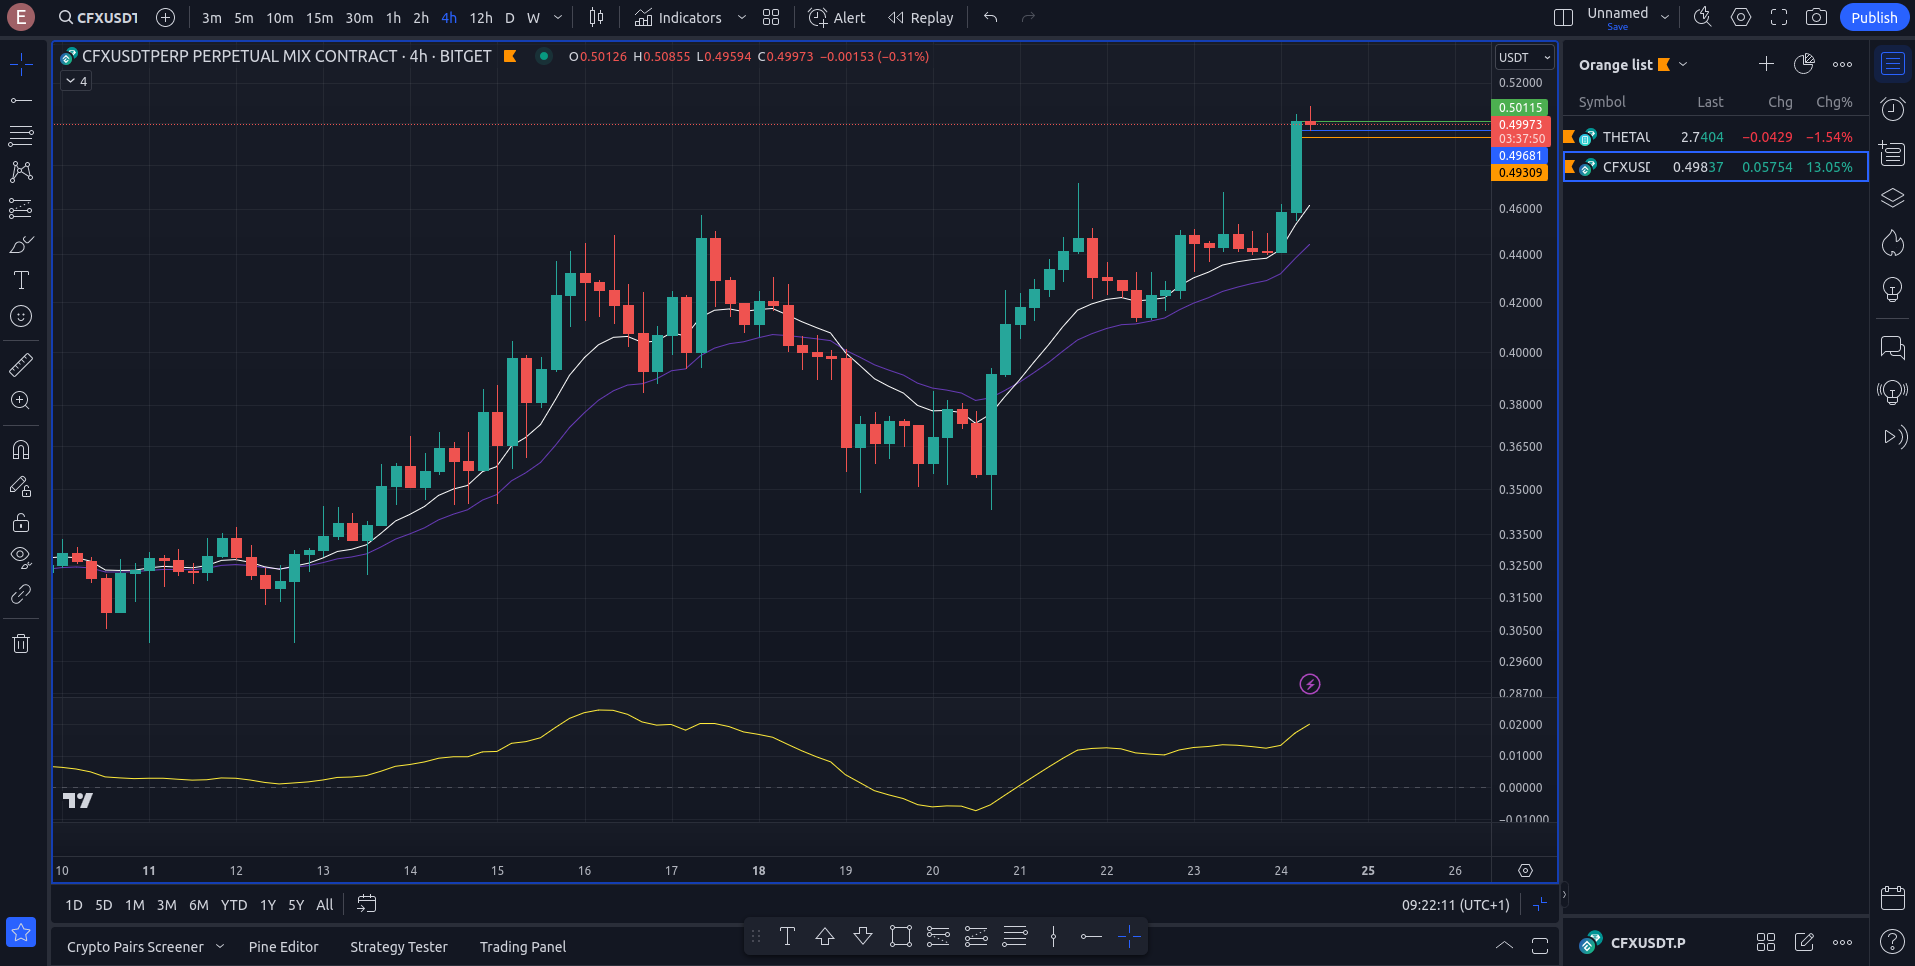 E
CFXUSDT
3m 5m 10m 15m 30m 1h 2h 4h 12h D W
Indicators
Alert
Replay
Unnamed
Save
Publish
CFXUSDTPERP PERPETUAL MIX CONTRACT · 4h · BITGET
O0.50126 H0.50855 L0.49594 C0.49973 −0.00153 (−0.31%)
4
USDT
0.52000
0.50115
0.49973
03:37:50
0.49681
0.49309
0.46000
0.44000
0.42000
0.40000
0.38000
0.36500
0.35000
0.33500
0.32500
0.31500
0.30500
0.29600
0.28700
0.02000
0.01000
0.00000
−0.01000
10 11 12 13 14 15 16 17 18 19 20 21 22 23 24 25 26
1D 5D 1M 3M 6M YTD 1Y 5Y All
09:22:11 (UTC+1)
Crypto Pairs Screener
Pine Editor
Strategy Tester
Trading Panel
Orange list
Symbol Last Chg Chg%
THETAU 2.7404 −0.0429 −1.54%
CFXUSD 0.49837 0.05754 13.05%
CFXUSDT.P